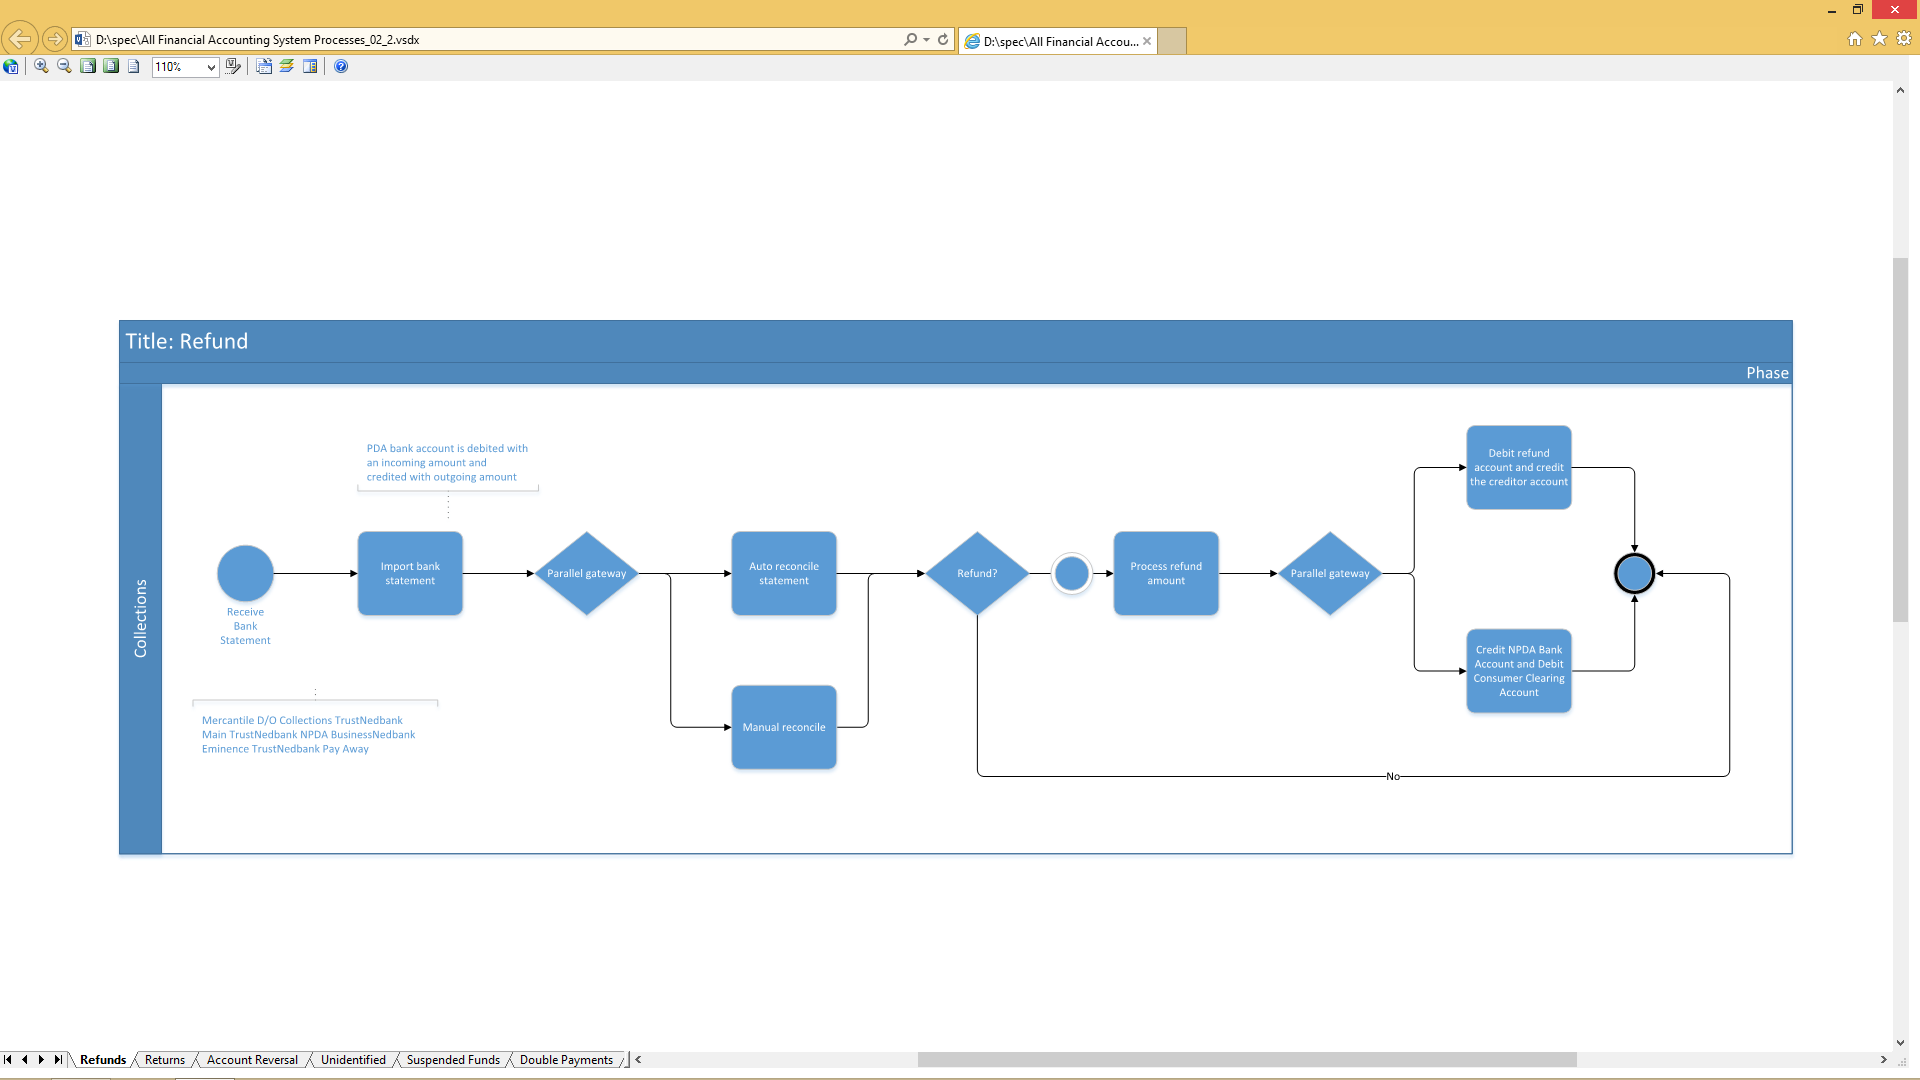 D:\spec\All Financial Accounting System Processes_02_2.vsdx
D:\spec\All Financial Accou...
110%
Title: Refund
Phase
Collections
PDA bank account is debited with
an incoming amount and
credited with outgoing amount
Receive
Bank
Statement
Import bank
statement
Parallel gateway
Auto reconcile
statement
Manual reconcile
Refund?
Process refund
amount
Parallel gateway
Debit refund
account and credit
the creditor account
Credit NPDA Bank
Account and Debit
Consumer Clearing
Account
No
Mercantile D/O Collections TrustNedbank
Main TrustNedbank NPDA BusinessNedbank
Eminence TrustNedbank Pay Away
Refunds
Returns
Account Reversal
Unidentified
Suspended Funds
Double Payments